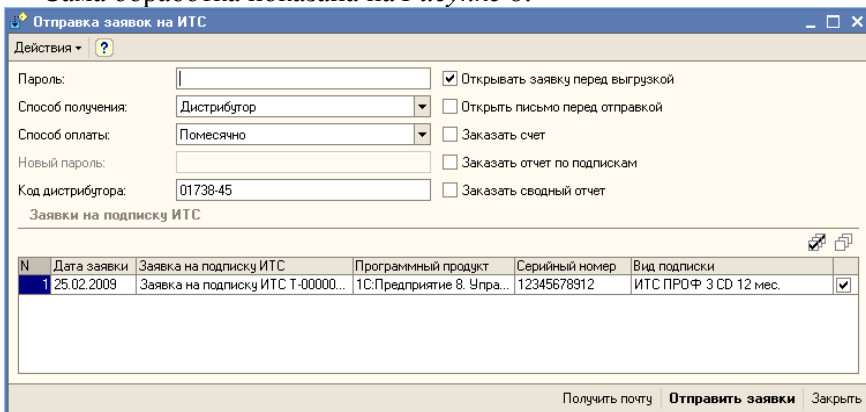 Сама обработка показана на Рисунке 6.
Отправка заявок на ИТС
Действия
Пароль:
Открывать заявку перед выгрузкой
Способ получения:
Дистрибутор
Открыть письмо перед отправкой
Способ оплаты:
Помесячно
Заказать счет
Новый пароль:
Заказать отчет по подпискам
Код дистрибутора:
01738-45
Заказать сводный отчет
Заявки на подписку ИТС
N Дата заявки Заявка на подписку ИТС Программный продукт Серийный номер Вид подписки
1 25.02.2009 Заявка на подписку ИТС Т-00000... 1С:Предприятие 8. Упра... 12345678912 ИТС ПРОФ 3 CD 12 мес.
Получить почту Отправить заявки Закрыть